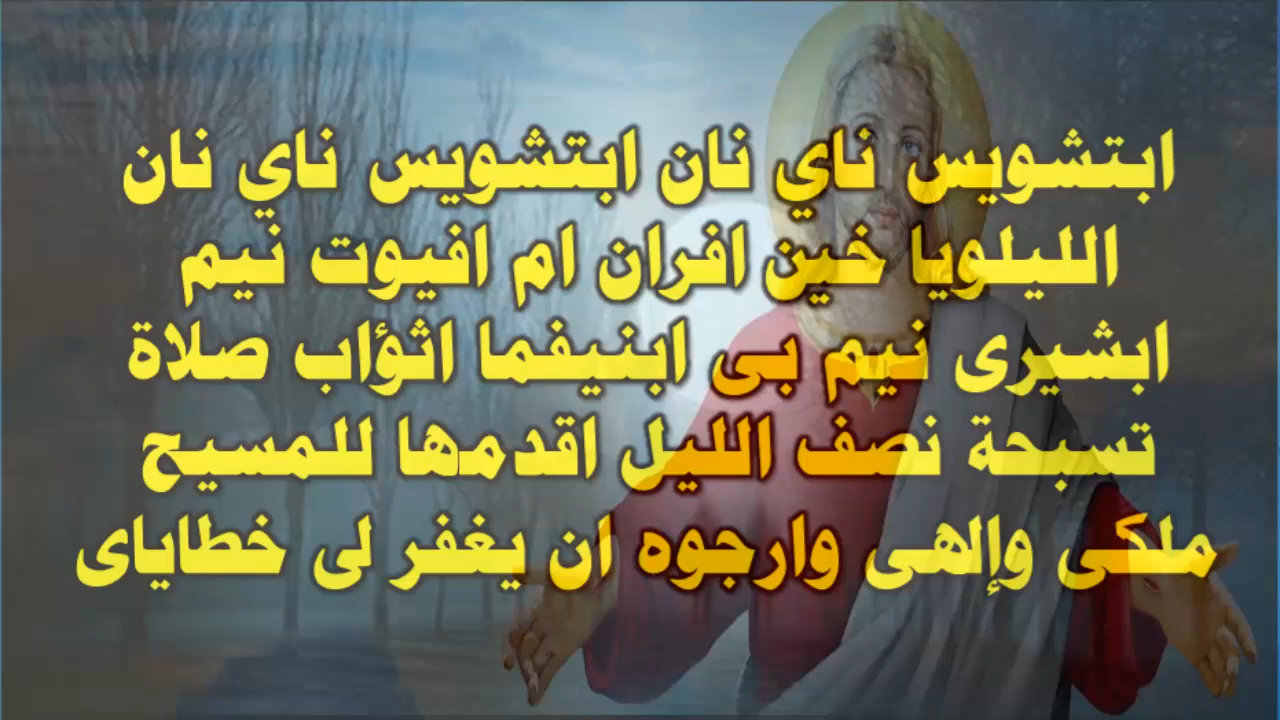 ابتشويس ناي نان ابتشويس ناي نان
الليلويا خين افران ام افيوت نيم
ابشيرى نيم بى ابنيفما اثؤاب صلاة
تسبحة نصف الليل اقدمها للمسيح
ملكى وإلهى وارجوه ان يغفر لى خطاياى